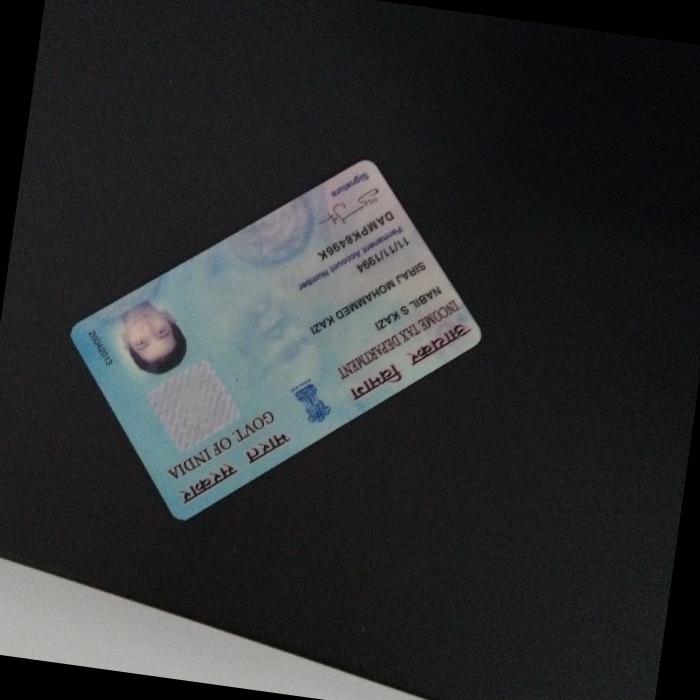 आयकर विभाग
INCOME TAX DEPARTMENT
भारत सरकार
GOVT. OF INDIA
NABIL S KAZI
SIRAJ MOHAMMED KAZI
11/11/1994
Permanent Account Number
DAMPK8496K
Signature
20042013